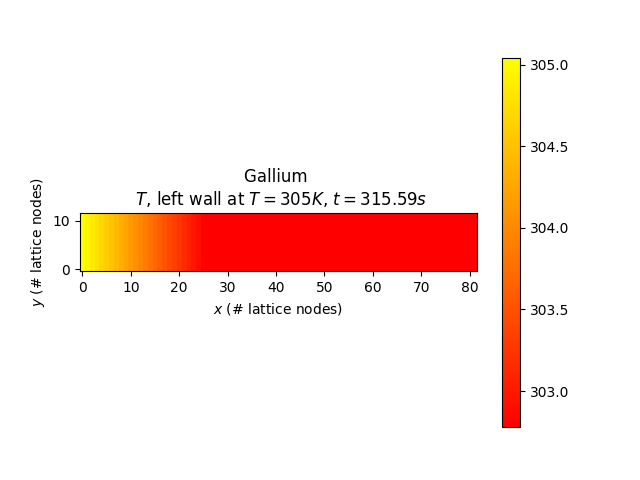 Gallium
T, left wall at T = 305K, t = 315.59s
y (# lattice nodes)
10
0
0 10 20 30 40 50 60 70 80
x (# lattice nodes)
305.0
304.5
304.0
303.5
303.0